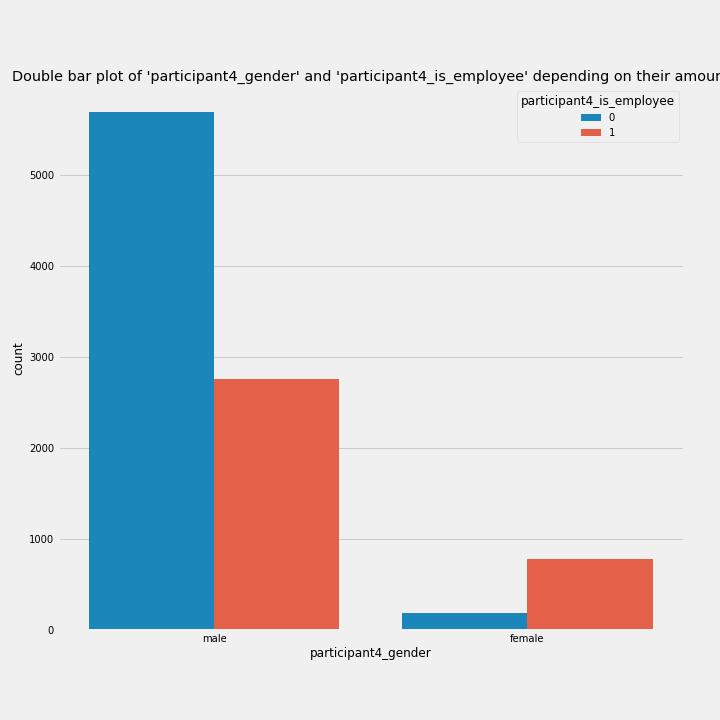 Double bar plot of 'participant4_gender' and 'participant4_is_employee' depending on their
participant4_is_employee
0
1
5000
4000
3000
2000
1000
0
count
male female
participant4_gender